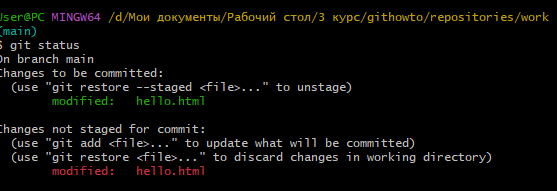 User@PC MINGW64 /d/Мои документы/Рабочий стол/3 курс/githowto/repositories/work
(main)
$ git status
On branch main
Changes to be committed:
  (use "git restore --staged <file>..." to unstage)
        modified:   hello.html

Changes not staged for commit:
  (use "git add <file>..." to update what will be committed)
  (use "git restore <file>..." to discard changes in working directory)
        modified:   hello.html